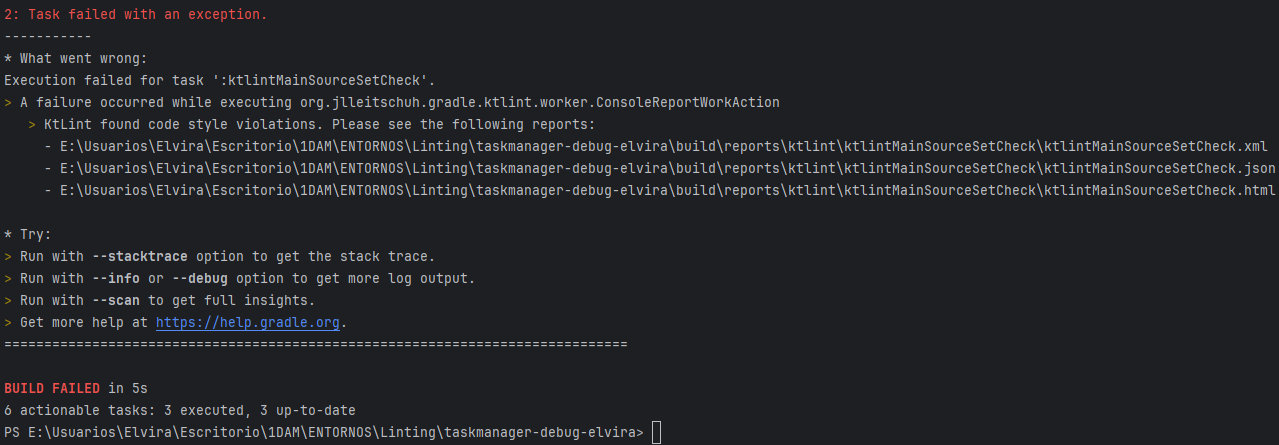 2: Task failed with an exception.
-----------
* What went wrong:
Execution failed for task ':ktlintMainSourceSetCheck'.
> A failure occurred while executing org.jlleitschuh.gradle.ktlint.worker.ConsoleReportWorkAction
   > KtLint found code style violations. Please see the following reports:
     - E:\Usuarios\Elvira\Escritorio\1DAM\ENTORNOS\Linting\taskmanager-debug-elvira\build\reports\ktlint\ktlintMainSourceSetCheck\ktlintMainSourceSetCheck.xml
     - E:\Usuarios\Elvira\Escritorio\1DAM\ENTORNOS\Linting\taskmanager-debug-elvira\build\reports\ktlint\ktlintMainSourceSetCheck\ktlintMainSourceSetCheck.json
     - E:\Usuarios\Elvira\Escritorio\1DAM\ENTORNOS\Linting\taskmanager-debug-elvira\build\reports\ktlint\ktlintMainSourceSetCheck\ktlintMainSourceSetCheck.html

* Try:
> Run with --stacktrace option to get the stack trace.
> Run with --info or --debug option to get more log output.
> Run with --scan to get full insights.
> Get more help at https://help.gradle.org.
==============================================================================

BUILD FAILED in 5s
6 actionable tasks: 3 executed, 3 up-to-date
PS E:\Usuarios\Elvira\Escritorio\1DAM\ENTORNOS\Linting\taskmanager-debug-elvira>